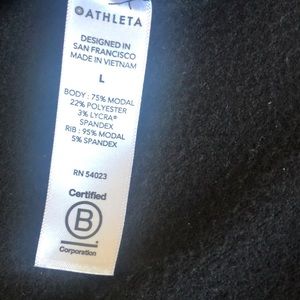 ATHLETA
DESIGNED IN
SAN FRANCISCO
MADE IN VIETNAM
L
BODY : 75% MODAL
22% POLYESTER
3% LYCRA®
SPANDEX
RIB : 95% MODAL
5% SPANDEX
RN 54023
Certified
B
Corporation